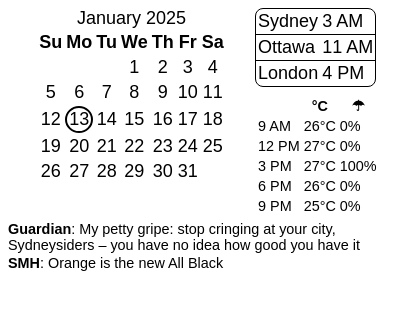 January 2025
Su Mo Tu We Th Fr Sa
1 2 3 4
5 6 7 8 9 10 11
12 13 14 15 16 17 18
19 20 21 22 23 24 25
26 27 28 29 30 31
Sydney 3 AM
Ottawa 11 AM
London 4 PM
°C ☂
9 AM 26°C 0%
12 PM 27°C 0%
3 PM 27°C 100%
6 PM 26°C 0%
9 PM 25°C 0%
Guardian: My petty gripe: stop cringing at your city,
Sydneysiders – you have no idea how good you have it
SMH: Orange is the new All Black